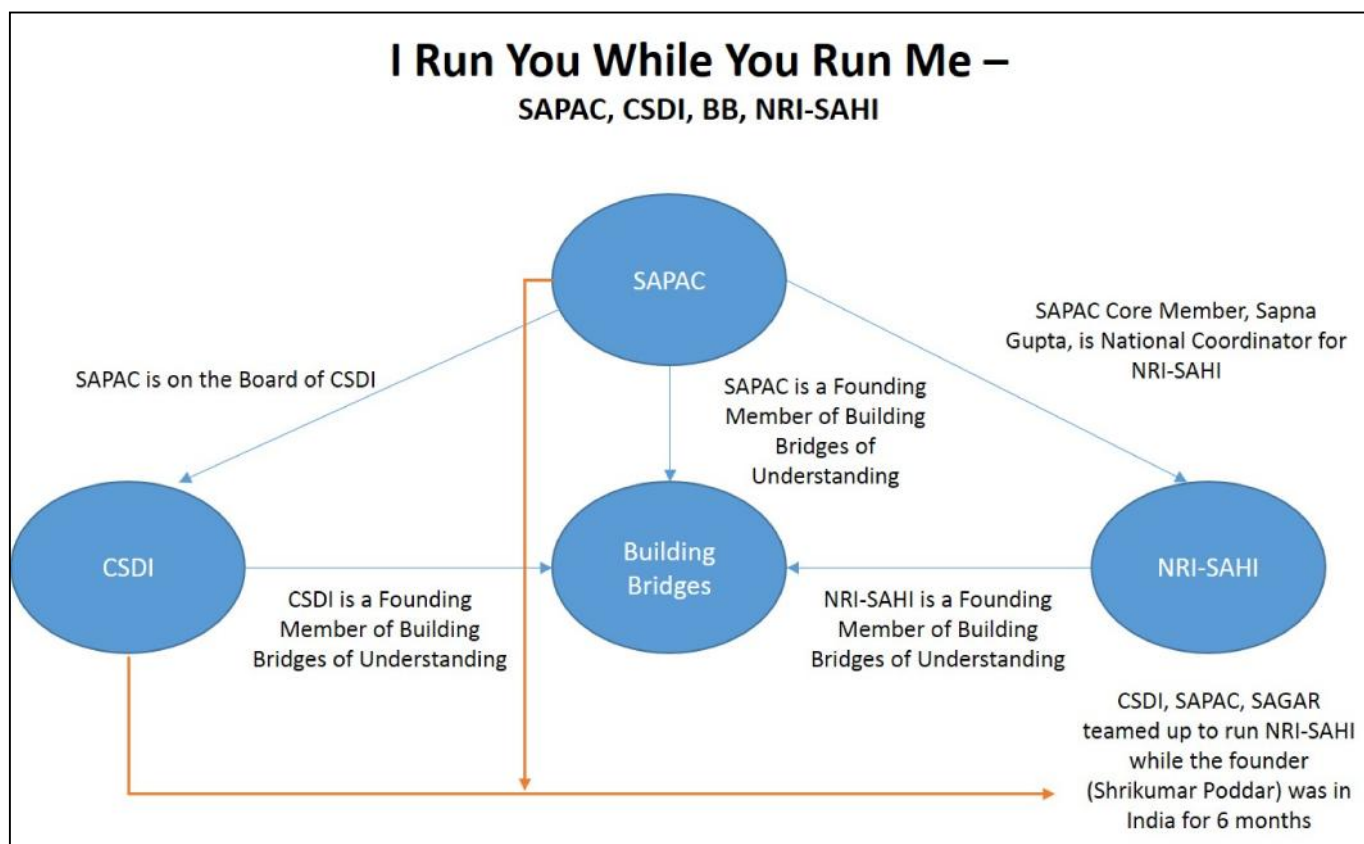 I Run You While You Run Me –
SAPAC, CSDI, BB, NRI-SAHI
SAPAC
SAPAC Core Member, Sapna
Gupta, is National Coordinator for
NRI-SAHI
SAPAC is on the Board of CSDI
SAPAC is a Founding
Member of Building
Bridges of
Understanding
CSDI
Building
Bridges
NRI-SAHI
CSDI is a Founding
Member of Building
Bridges of Understanding
NRI-SAHI is a Founding
Member of Building
Bridges of Understanding
CSDI, SAPAC, SAGAR
teamed up to run NRI-SAHI
while the founder
(Shrikumar Poddar) was in
India for 6 months